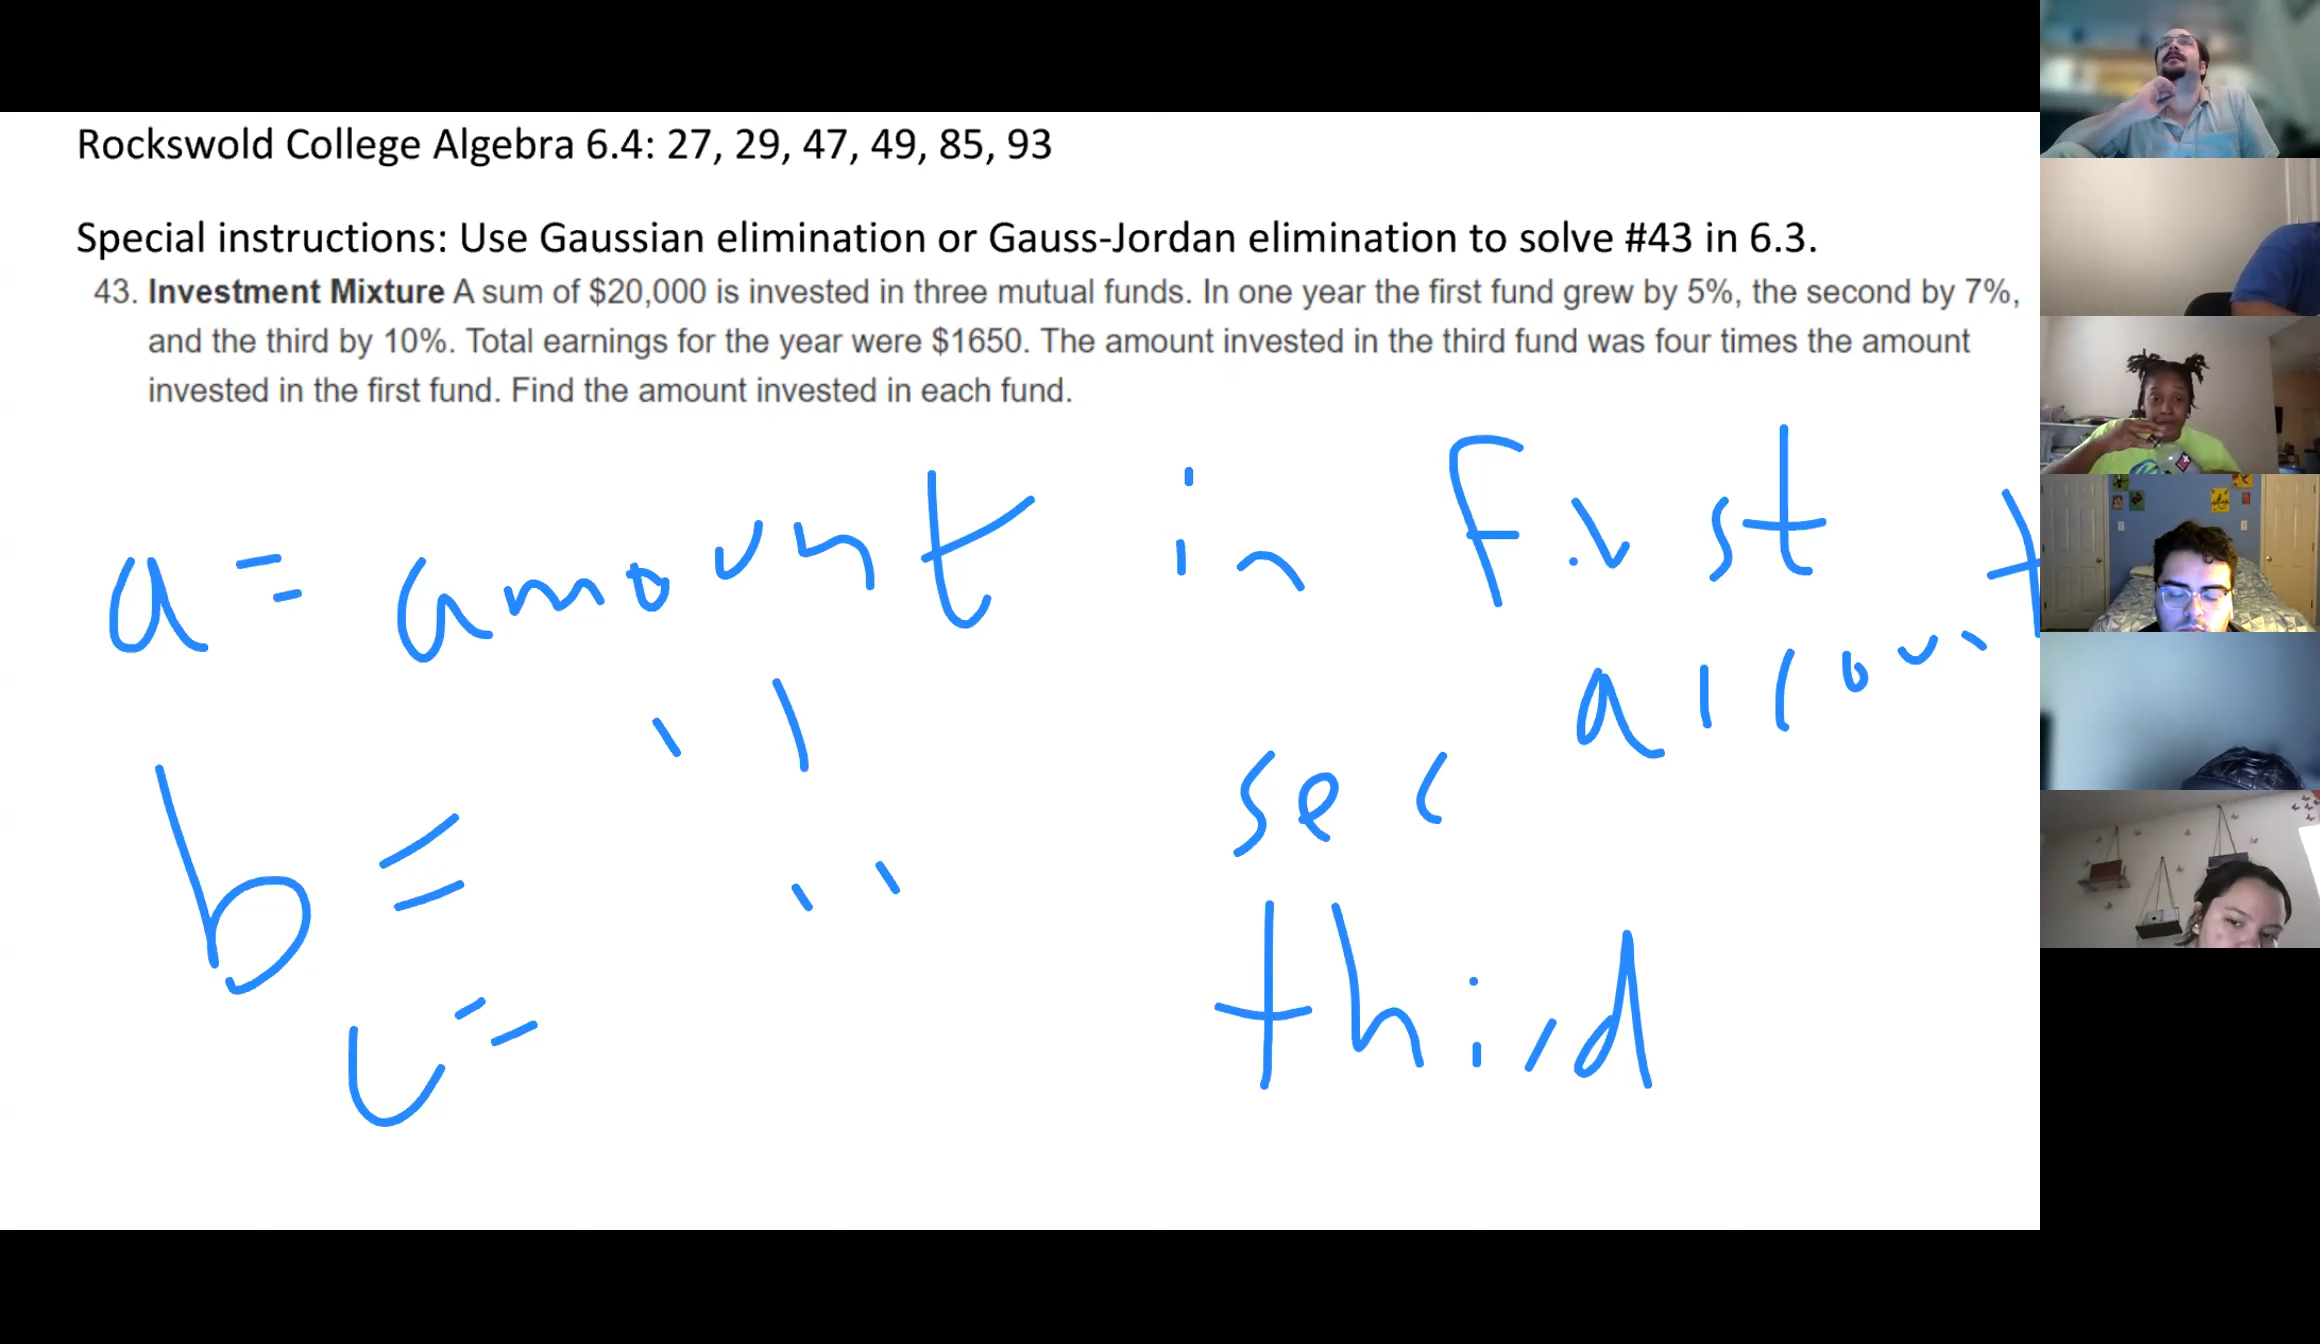 Rockswold College Algebra 6.4: 27, 29, 47, 49, 85, 93
Special instructions: Use Gaussian elimination or Gauss-Jordan elimination to solve #43 in 6.3.
43. Investment Mixture A sum of $20,000 is invested in three mutual funds. In one year the first fund grew by 5%, the second by 7%,
and the third by 10%. Total earnings for the year were $1650. The amount invested in the third fund was four times the amount
invested in the first fund. Find the amount invested in each fund.
a = amount in first
account
b = " sec
c = " third